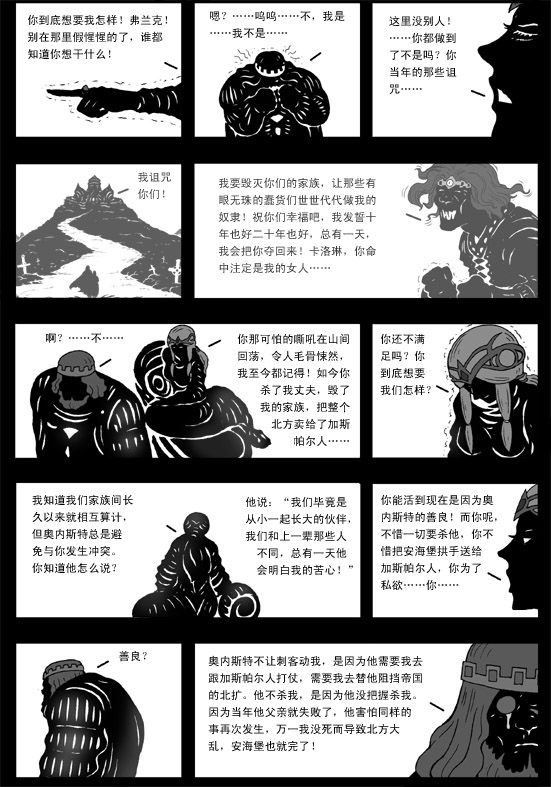 你到底想要我怎样！弗兰克！
别在那里假惺惺的了，谁都
知道你想干什么！
嗯？……呜呜……不，我是
……我不是……
这里没别人！
……你都做到
了不是吗？你
当年的那些诅
咒……
我诅咒
你们！
我要毁灭你们的家族，让那些有
眼无珠的蠢货们世世代代做我的
奴隶！祝你们幸福吧，我发誓十
年也好二十年也好，总有一天，
我会把你夺回来！卡洛琳，你命
中注定是我的女人……
啊？……不……
你那可怕的嘶吼在山间
回荡，令人毛骨悚然，
我至今都记得！如今你
杀了我丈夫，毁了
我的家族，把整个
北方卖给了加斯
帕尔人……
你还不满
足吗？你
到底想要
我们怎样？
我知道我们家族间长
久以来就相互算计，
但奥内斯特总是避
免与你发生冲突。
你知道他怎么说？
他说：“我们毕竟是
从小一起长大的伙伴，
我们和上一辈那些人
不同，总有一天他
会明白我的苦心！”
你能活到现在是因为奥
内斯特的善良！而你呢，
不惜一切要杀他，你不
惜把安海堡拱手送给
加斯帕尔人，你为了
私欲……你……
善良？
奥内斯特不让刺客动我，是因为他需要我去
跟加斯帕尔人打仗，需要我去替他阻挡帝国
的北扩。他不杀我，是因为他没把握杀我。
因为当年他父亲就失败了，他害怕同样的
事再次发生，万一我没死而导致北方大
乱，安海堡也就完了！